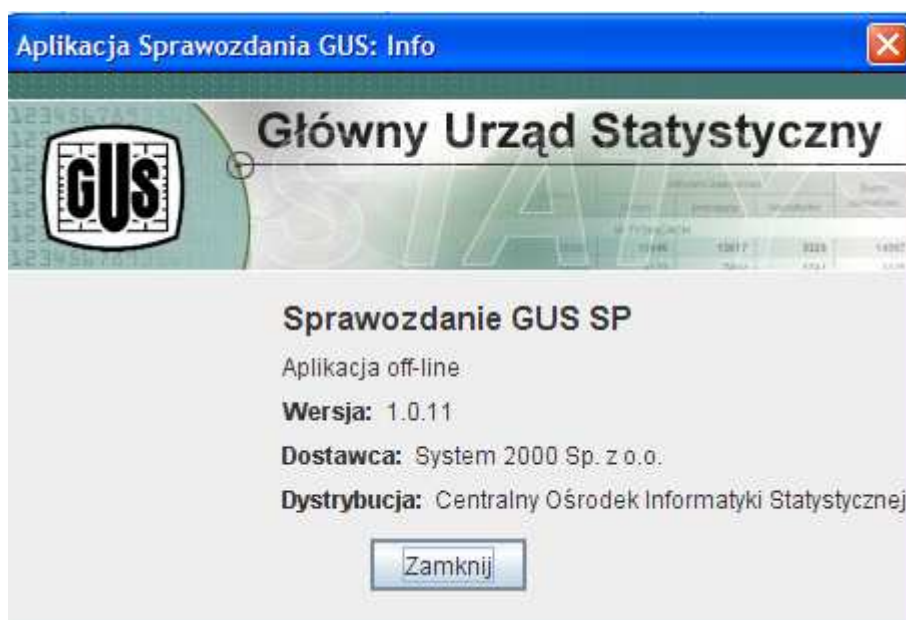 Aplikacja Sprawozdania GUS: Info
Główny Urząd Statystyczny
GUS
Sprawozdanie GUS SP
Aplikacja off-line
Wersja: 1.0.11
Dostawca: System 2000 Sp. z o.o.
Dystrybucja: Centralny Ośrodek Informatyki Statystycznej
Zamknij